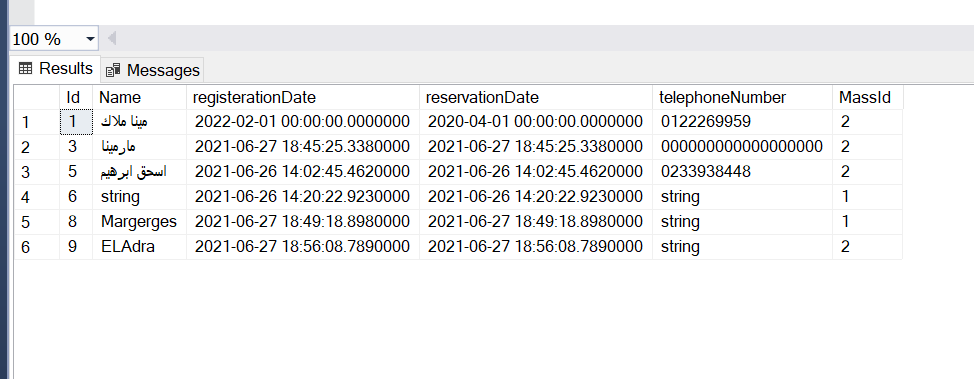 100 %
Results Messages
Id Name registerationDate reservationDate telephoneNumber MassId
1 1 مينا ملاك 2022-02-01 00:00:00.0000000 2020-04-01 00:00:00.0000000 0122269959 2
2 3 مارمينا 2021-06-27 18:45:25.3380000 2021-06-27 18:45:25.3380000 000000000000000000 2
3 5 اسحق ابرهيم 2021-06-26 14:02:45.4620000 2021-06-26 14:02:45.4620000 0233938448 2
4 6 string 2021-06-26 14:20:22.9230000 2021-06-26 14:20:22.9230000 string 1
5 8 Margerges 2021-06-27 18:49:18.8980000 2021-06-27 18:49:18.8980000 string 1
6 9 ELAdra 2021-06-27 18:56:08.7890000 2021-06-27 18:56:08.7890000 string 2